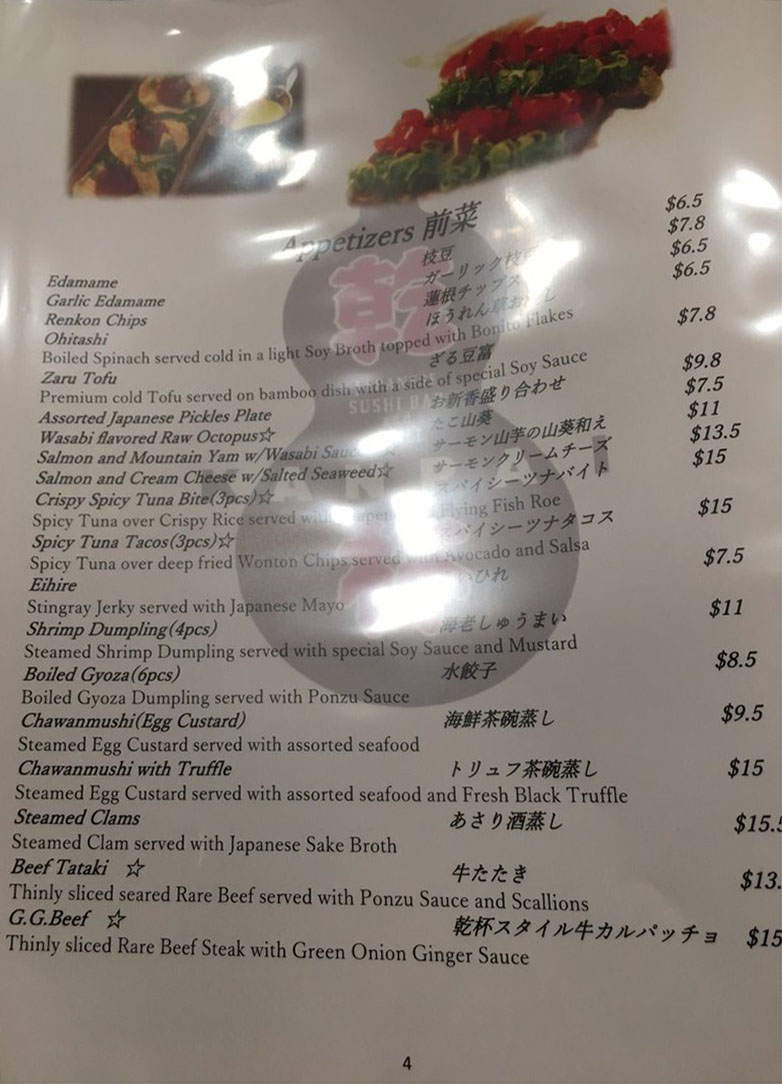 Appetizers 前菜
Edamame 枝豆 $6.5
Garlic Edamame ガーリック枝 $7.8
Renkon Chips 蓮根チップス $6.5
Ohitashi ほうれん草お し $6.5
Boiled Spinach served cold in a light Soy Broth topped with Bonito Flakes
Zaru Tofu ざる豆富 $7.8
Premium cold Tofu served on bamboo dish with a side of special Soy Sauce
Assorted Japanese Pickles Plate お新香盛り合わせ $9.8
Wasabi flavored Raw Octopus☆ たこ山葵 $7.5
Salmon and Mountain Yam w/Wasabi ☆ サーモン山芋の山葵和え $11
Salmon and Cream Cheese w/Salted Seaweed☆ サーモンクリームチーズ $13.5
Crispy Spicy Tuna Bite(3pcs)☆ スパイシーツナバイト $15
Spicy Tuna over Crispy Rice served Flying Fish Roe
Spicy Tuna Tacos(3pcs)☆ スパイシーツナタコス $15
Spicy Tuna over deep fried Wonton Chips served with Avocado and Salsa
Eihire いひれ $7.5
Stingray Jerky served with Japanese Mayo
Shrimp Dumpling(4pcs) 海老しゅうまい $11
Steamed Shrimp Dumpling served with special Soy Sauce and Mustard
Boiled Gyoza(6pcs) 水餃子 $8.5
Boiled Gyoza Dumpling served with Ponzu Sauce
Chawanmushi(Egg Custard) 海鮮茶碗蒸し $9.5
Steamed Egg Custard served with assorted seafood
Chawanmushi with Truffle トリュフ茶碗蒸し $15
Steamed Egg Custard served with assorted seafood and Fresh Black Truffle
Steamed Clams あさり酒蒸し $15.5
Steamed Clam served with Japanese Sake Broth
Beef Tataki ☆ 牛たたき $13.
Thinly sliced seared Rare Beef served with Ponzu Sauce and Scallions
G.G.Beef ☆ 乾杯スタイル牛カルパッチョ $15
Thinly sliced Rare Beef Steak with Green Onion Ginger Sauce
乾
SUSHI
4